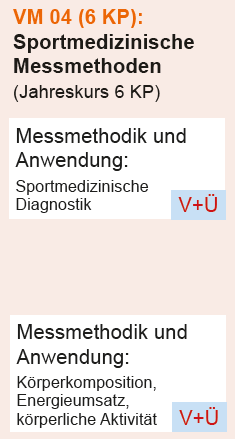 VM 04 (6 KP):
Sportmedizinische
Messmethoden
(Jahreskurs 6 KP)
Messmethodik und
Anwendung:
Sportmedizinische
Diagnostik
V+Ü
Messmethodik und
Anwendung:
Körperkomposition,
Energieumsatz,
körperliche Aktivität
V+Ü